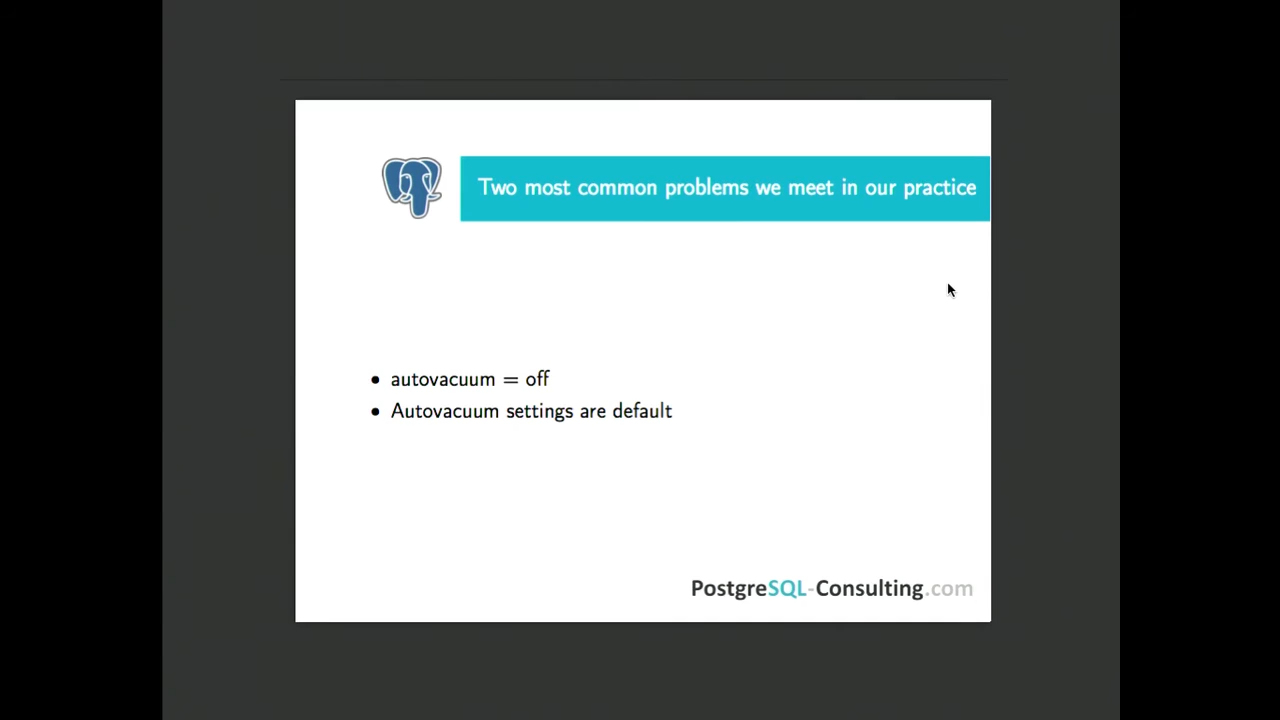 Two most common problems we meet in our practice
• autovacuum = off
• Autovacuum settings are default
PostgreSQL-Consulting.com